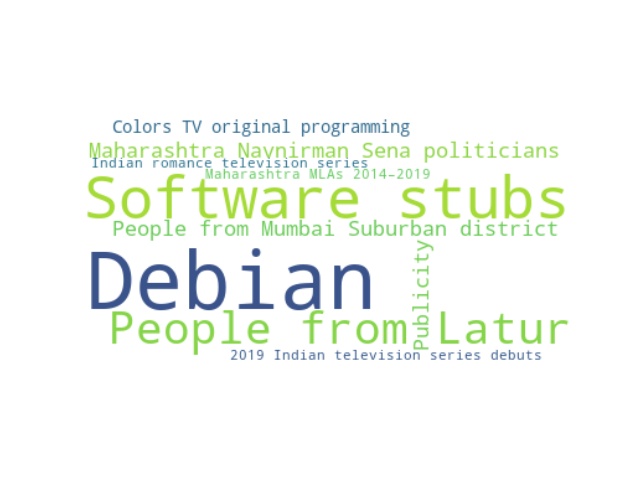 Colors TV original programming
Maharashtra Navnirman Sena politicians
Indian romance television series
Maharashtra MLAs 2014–2019
Software stubs
People from Mumbai Suburban district
Debian
Publicity
People from Latur
2019 Indian television series debuts